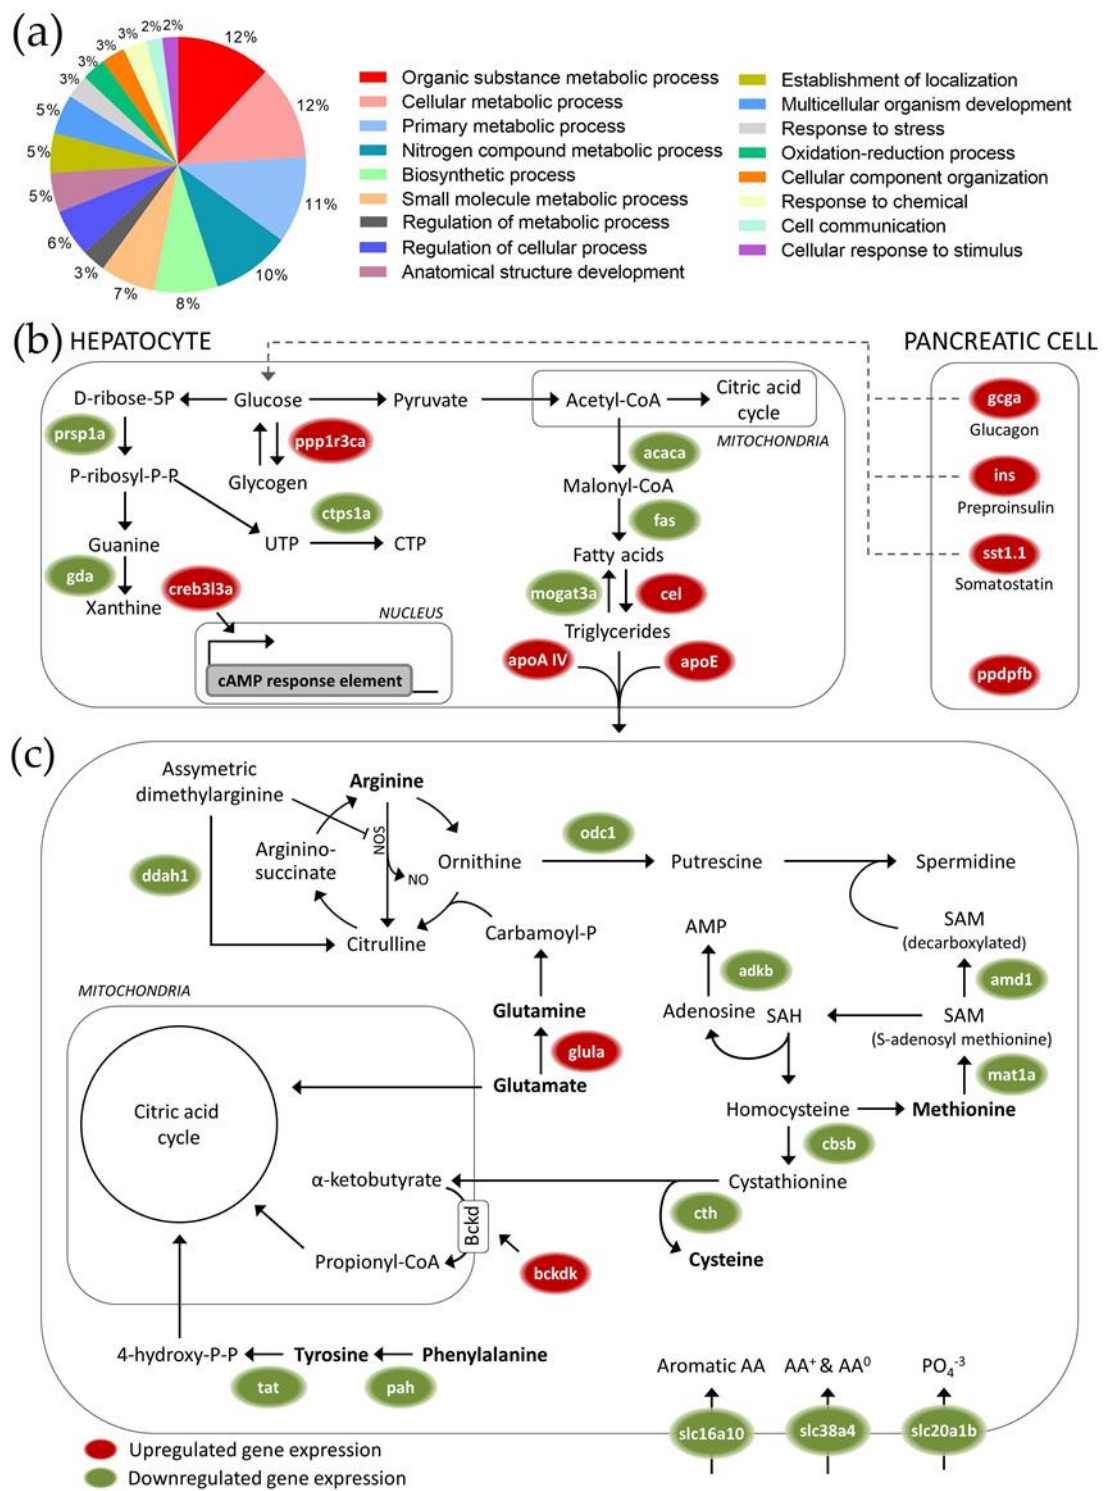 (a)
12%
12%
11%
10%
8%
7%
3%
6%
5%
5%
5%
3%
3%
3%
3%
2%
2%
Organic substance metabolic process
Cellular metabolic process
Primary metabolic process
Nitrogen compound metabolic process
Biosynthetic process
Small molecule metabolic process
Regulation of metabolic process
Regulation of cellular process
Anatomical structure development
Establishment of localization
Multicellular organism development
Response to stress
Oxidation-reduction process
Cellular component organization
Response to chemical
Cell communication
Cellular response to stimulus
(b) HEPATOCYTE
PANCREATIC CELL
D-ribose-5P
Glucose
Pyruvate
Acetyl-CoA
Citric acid
cycle
MITOCHONDRIA
prsp1a
ppp1r3ca
acaca
P-ribosyl-P-P
Glycogen
Malonyl-CoA
ctps1a
fas
Guanine
UTP
CTP
Fatty acids
gda
creb3l3a
mogat3a
cel
Xanthine
NUCLEUS
Triglycerides
cAMP response element
apoA IV
apoE
gcga
Glucagon
ins
Preproinsulin
sst1.1
Somatostatin
ppdpfb
(c)
Assymetric
dimethylarginine
Arginine
odc1
Arginino-
succinate
NOS
NO
Ornithine
Putrescine
Spermidine
ddah1
Citrulline
Carbamoyl-P
AMP
SAM
(decarboxylated)
adkb
amd1
MITOCHONDRIA
Glutamine
Adenosine
SAH
SAM
(S-adenosyl methionine)
glula
mat1a
Glutamate
Citric acid
cycle
Homocysteine
Methionine
cbsb
α-ketobutyrate
Cystathionine
cth
Bckd
Propionyl-CoA
bckdk
Cysteine
4-hydroxy-P-P
Tyrosine
Phenylalanine
tat
pah
Aromatic AA
AA⁺ & AA⁰
PO₄⁻³
slc16a10
slc38a4
slc20a1b
Upregulated gene expression
Downregulated gene expression